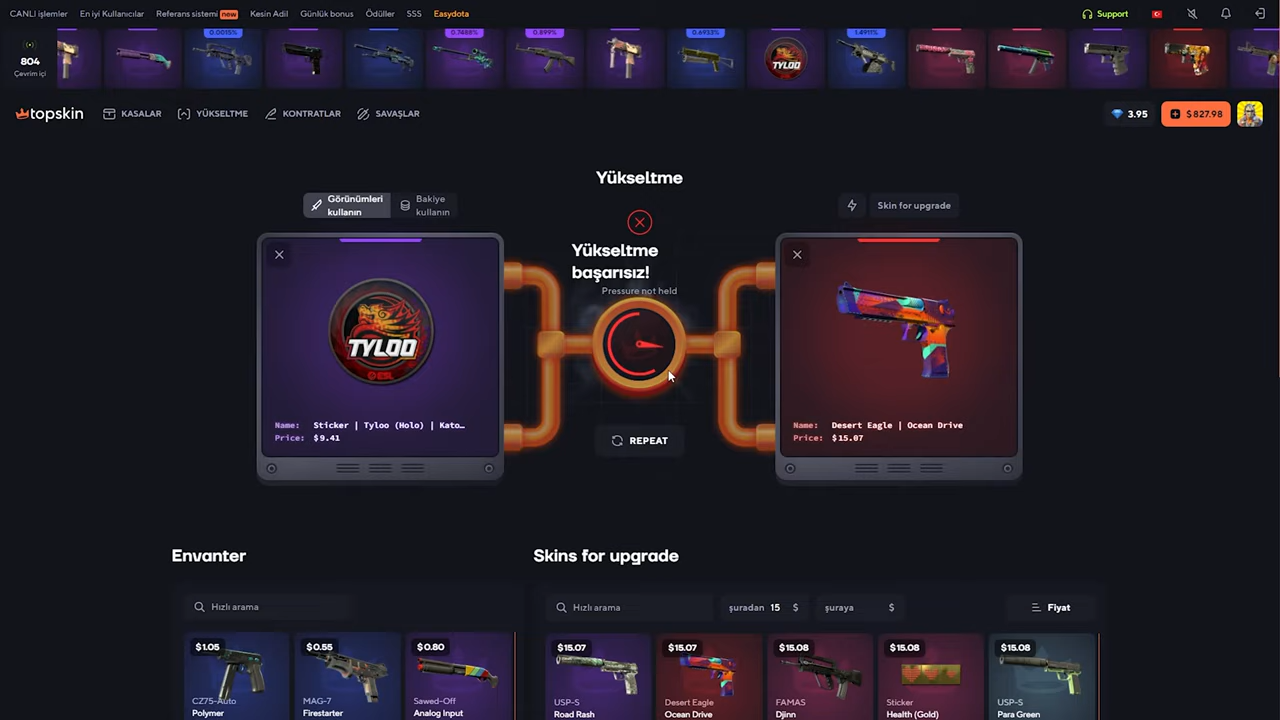 CANLI işlemler En iyi Kullanıcılar Referans sistemi new Kesin Adil Günlük bonus Ödüller SSS Easydota Support
0.0015% 0.7488% 0.899% 0.6933% 1.4911%
804
Çevrim içi
TYLOO
topskin KASALAR YÜKSELTME KONTRATLAR SAVAŞLAR 3.95 $ 827.98
Yükseltme
Görünümleri kullanın
Bakiye kullanın
Skin for upgrade
Yükseltme
başarısız!
Pressure not held
TYLOO
ESL
Name: Sticker | Tyloo (Holo) | Kato…
Price: $9.41
REPEAT
Name: Desert Eagle | Ocean Drive
Price: $15.07
Envanter
Hızlı arama
$1.05 $0.55 $0.80
CZ75-Auto MAG-7 Sawed-Off
Polymer Firestarter Analog Input
Skins for upgrade
Hızlı arama şuradan 15 $ şuraya $ Fiyat
$15.07 $15.07 $15.08 $15.08 $15.08
USP-S Desert Eagle FAMAS Sticker USP-S
Road Rash Ocean Drive Djinn Health (Gold) Para Green